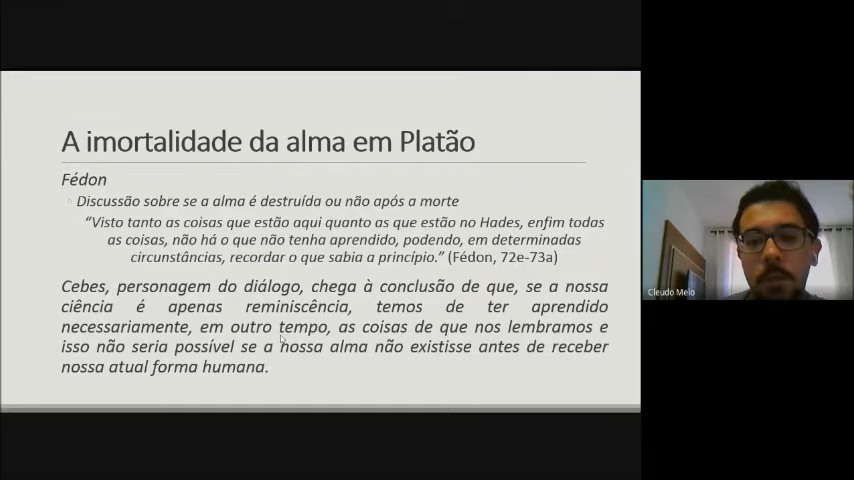 A imortalidade da alma em Platão
Fédon
Discussão sobre se a alma é destruída ou não após a morte
“Visto tanto as coisas que estão aqui quanto as que estão no Hades, enfim todas
as coisas, não há o que não tenha aprendido, podendo, em determinadas
circunstâncias, recordar o que sabia a princípio.” (Fédon, 72e-73a)
Cebes, personagem do diálogo, chega à conclusão de que, se a nossa
ciência é apenas reminiscência, temos de ter aprendido
necessariamente, em outro tempo, as coisas de que nos lembramos e
isso não seria possível se a nossa alma não existisse antes de receber
nossa atual forma humana.
Cleudo Melo